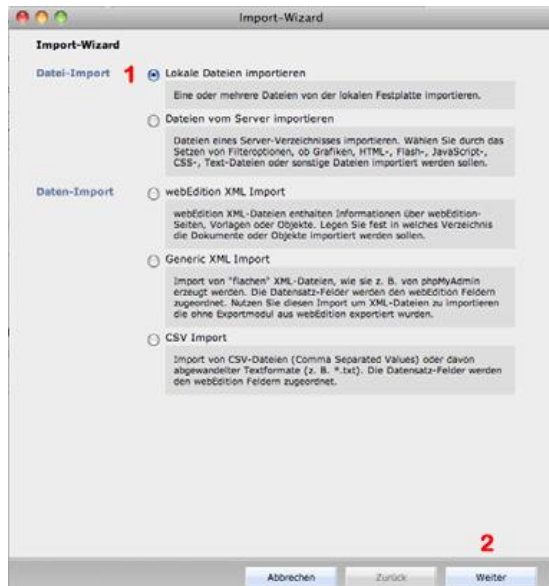 Import-Wizard
Import-Wizard
Datei-Import 1 Lokale Dateien importieren
Eine oder mehrere Dateien von der lokalen Festplatte importieren.
Dateien vom Server importieren
Dateien eines Server-Verzeichnisses importieren. Wählen Sie durch das
Setzen von Filteroptionen, ob Grafiken, HTML-, Flash-, JavaScript-,
CSS-, Text-Dateien oder sonstige Dateien importiert werden sollen.
Daten-Import webEdition XML Import
webEdition XML-Dateien enthalten Informationen über webEdition-
Seiten, Vorlagen oder Objekte. Legen Sie fest in welches Verzeichnis
die Dokumente oder Objekte importiert werden sollen.
Generic XML Import
Import von "flachen" XML-Dateien, wie sie z. B. von phpMyAdmin
erzeugt werden. Die Datensatz-Felder werden den webEdition Feldern
zugeordnet. Nutzen Sie diesen Import um XML-Dateien zu importieren
die ohne Exportmodul aus webEdition exportiert wurden.
CSV Import
Import von CSV-Dateien (Comma Separated Values) oder davon
abgewandelter Textformate (z. B. *.txt). Die Datensatz-Felder werden
den webEdition Feldern zugeordnet.
2
Abbrechen Zurück Weiter